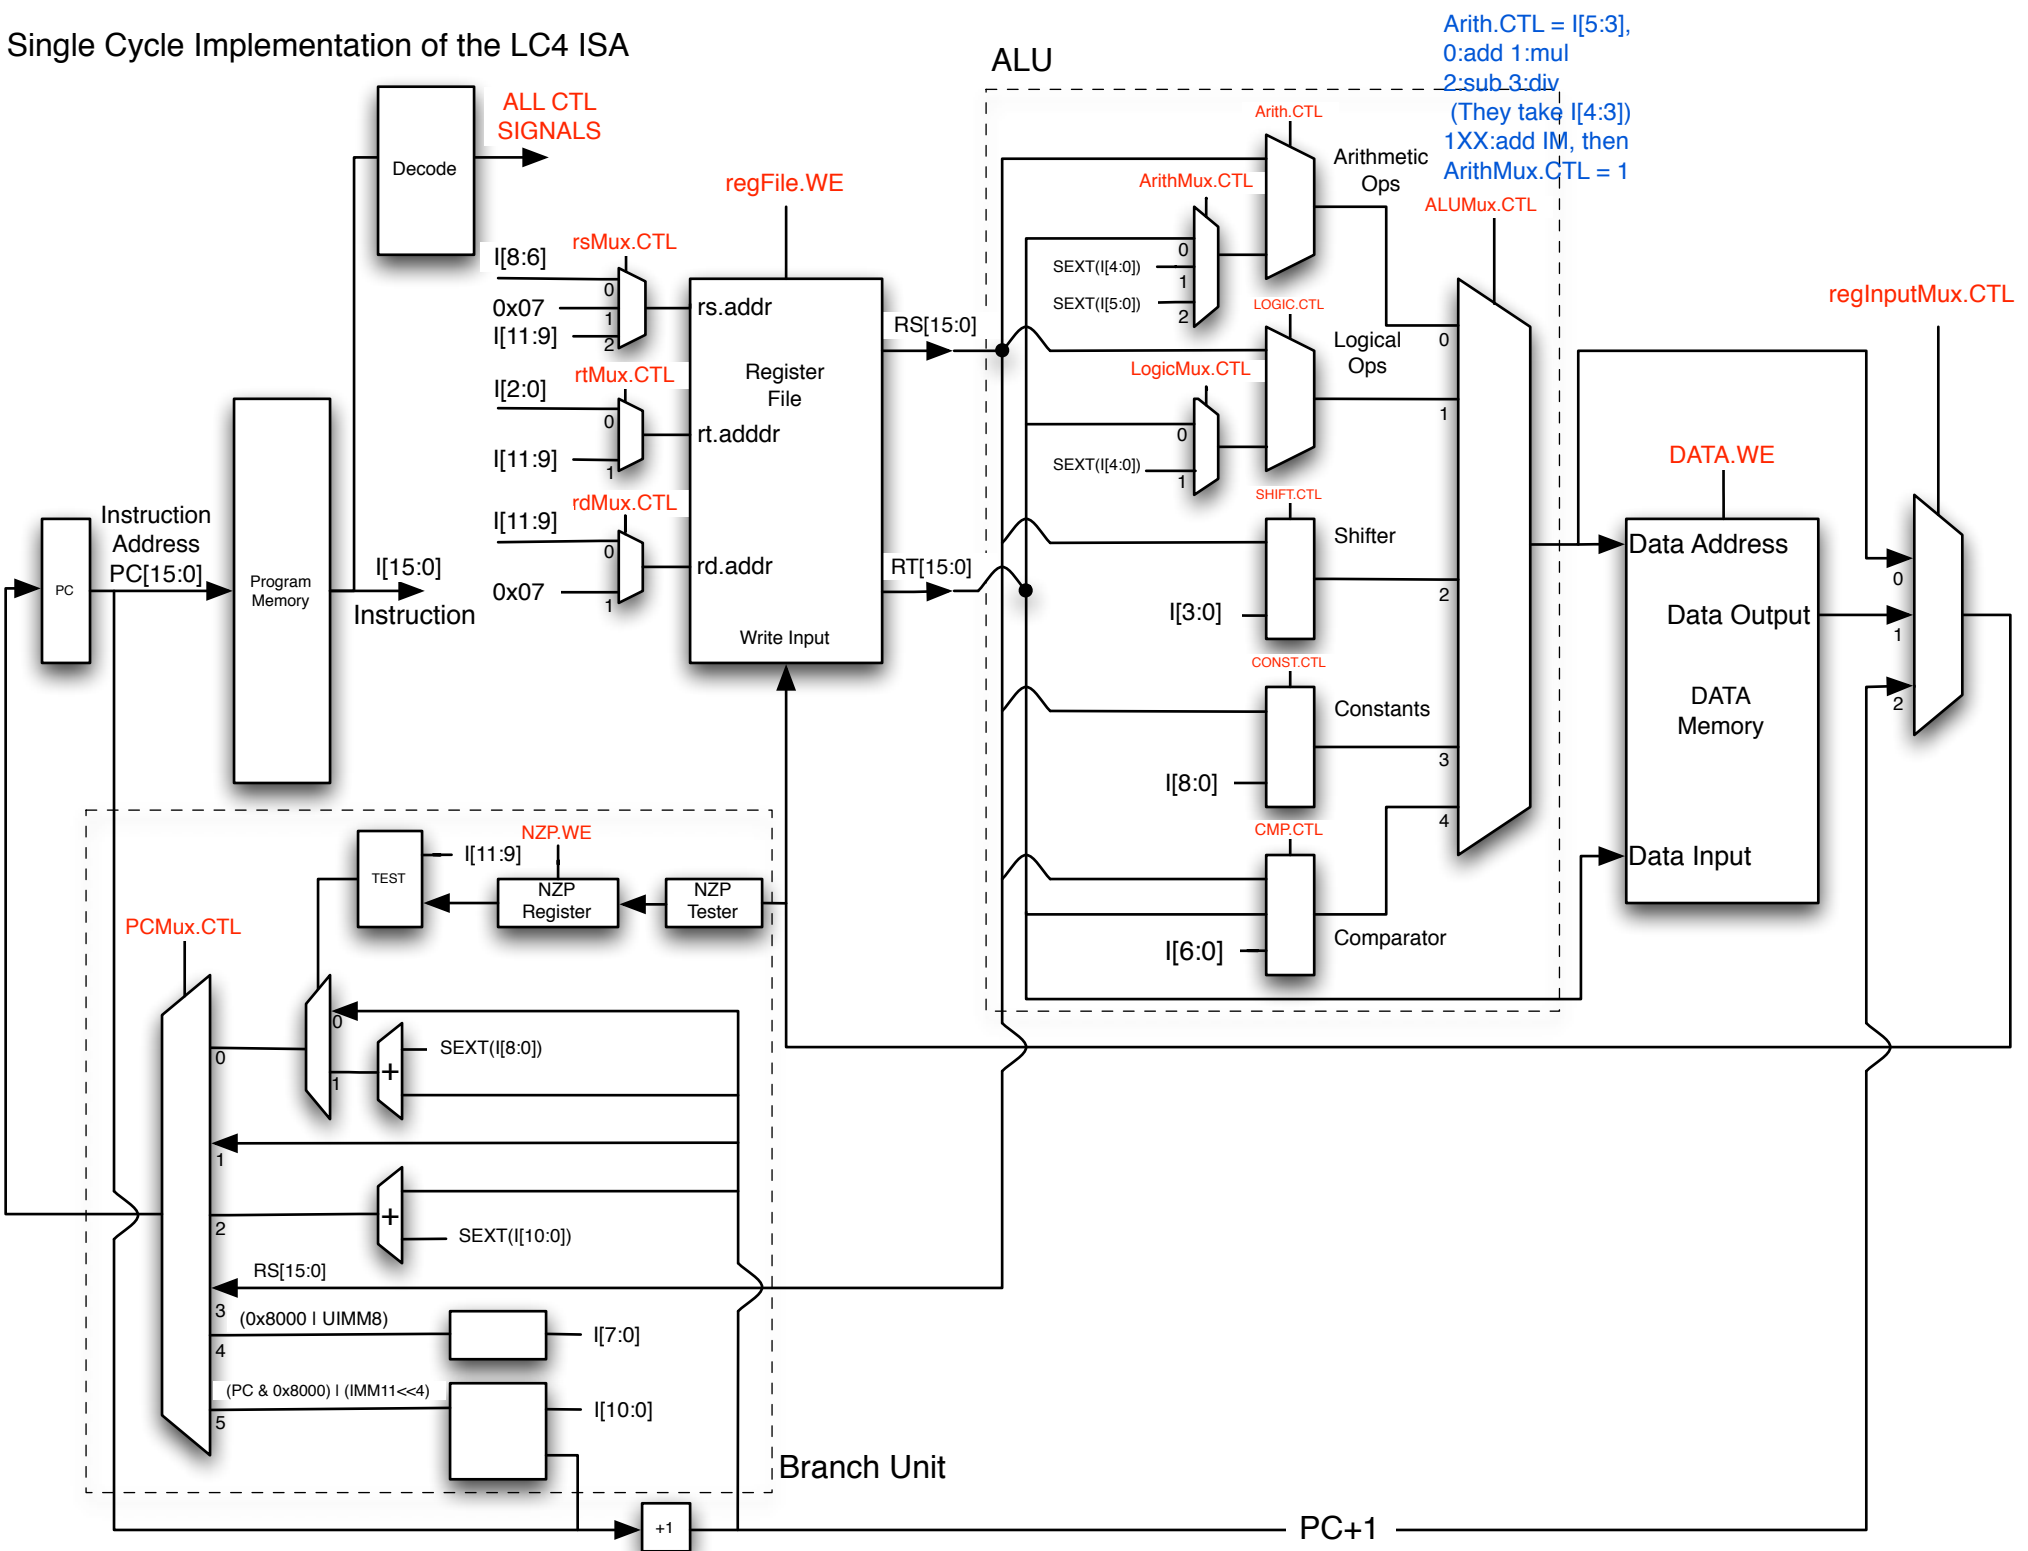 Single Cycle Implementation of the LC4 ISA
Arith.CTL = I[5:3],
0:add 1:mul
2:sub 3:div
(They take I[4:3])
1XX:add IM, then
ArithMux.CTL = 1
ALU
ALL CTL
SIGNALS
Decode
regFile.WE
rsMux.CTL
I[8:6]
0
0x07
1
I[11:9]
2
rtMux.CTL
I[2:0]
0
I[11:9]
1
rdMux.CTL
I[11:9]
0
0x07
1
rs.addr
Register
File
rt.adddr
rd.addr
Write Input
RS[15:0]
RT[15:0]
PC
Instruction
Address
PC[15:0]
Program
Memory
I[15:0]
Instruction
Arith.CTL
Arithmetic
Ops
ArithMux.CTL
0
SEXT(I[4:0])
1
SEXT(I[5:0])
2
LOGIC.CTL
Logical
Ops
LogicMux.CTL
0
SEXT(I[4:0])
1
SHIFT.CTL
Shifter
I[3:0]
CONST.CTL
Constants
I[8:0]
CMP.CTL
Comparator
I[6:0]
ALUMux.CTL
0
1
2
3
4
DATA.WE
Data Address
Data Output
DATA
Memory
Data Input
regInputMux.CTL
0
1
2
TEST
I[11:9]
NZP.WE
NZP
Register
NZP
Tester
PCMux.CTL
0
0
SEXT(I[8:0])
+
1
1
+
2
SEXT(I[10:0])
RS[15:0]
3
(0x8000 | UIMM8)
I[7:0]
4
(PC & 0x8000) | (IMM11<<4)
I[10:0]
5
Branch Unit
+1
PC+1